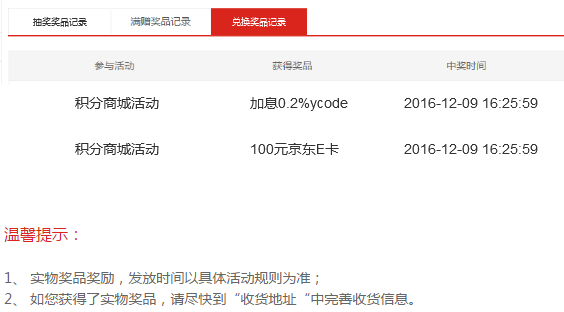 抽奖奖品记录 满赠奖品记录 兑换奖品记录
参与活动 获得奖品 中奖时间
积分商城活动 加息0.2%ycode 2016-12-09 16:25:59
积分商城活动 100元京东E卡 2016-12-09 16:25:59
温馨提示：
1、 实物奖品奖励，发放时间以具体活动规则为准；
2、 如您获得了实物奖品，请尽快到“收货地址“中完善收货信息。